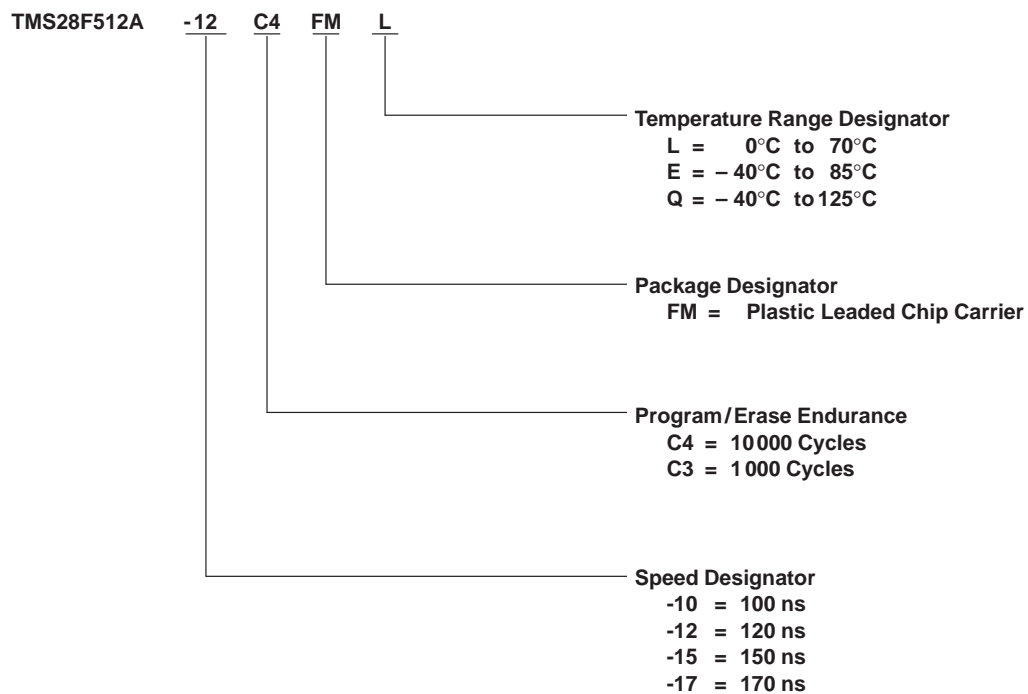 TMS28F512A -12 C4 FM L
Temperature Range Designator
L = 0°C to 70°C
E = – 40°C to 85°C
Q = – 40°C to 125°C
Package Designator
FM = Plastic Leaded Chip Carrier
Program/Erase Endurance
C4 = 10000 Cycles
C3 = 1000 Cycles
Speed Designator
-10 = 100 ns
-12 = 120 ns
-15 = 150 ns
-17 = 170 ns